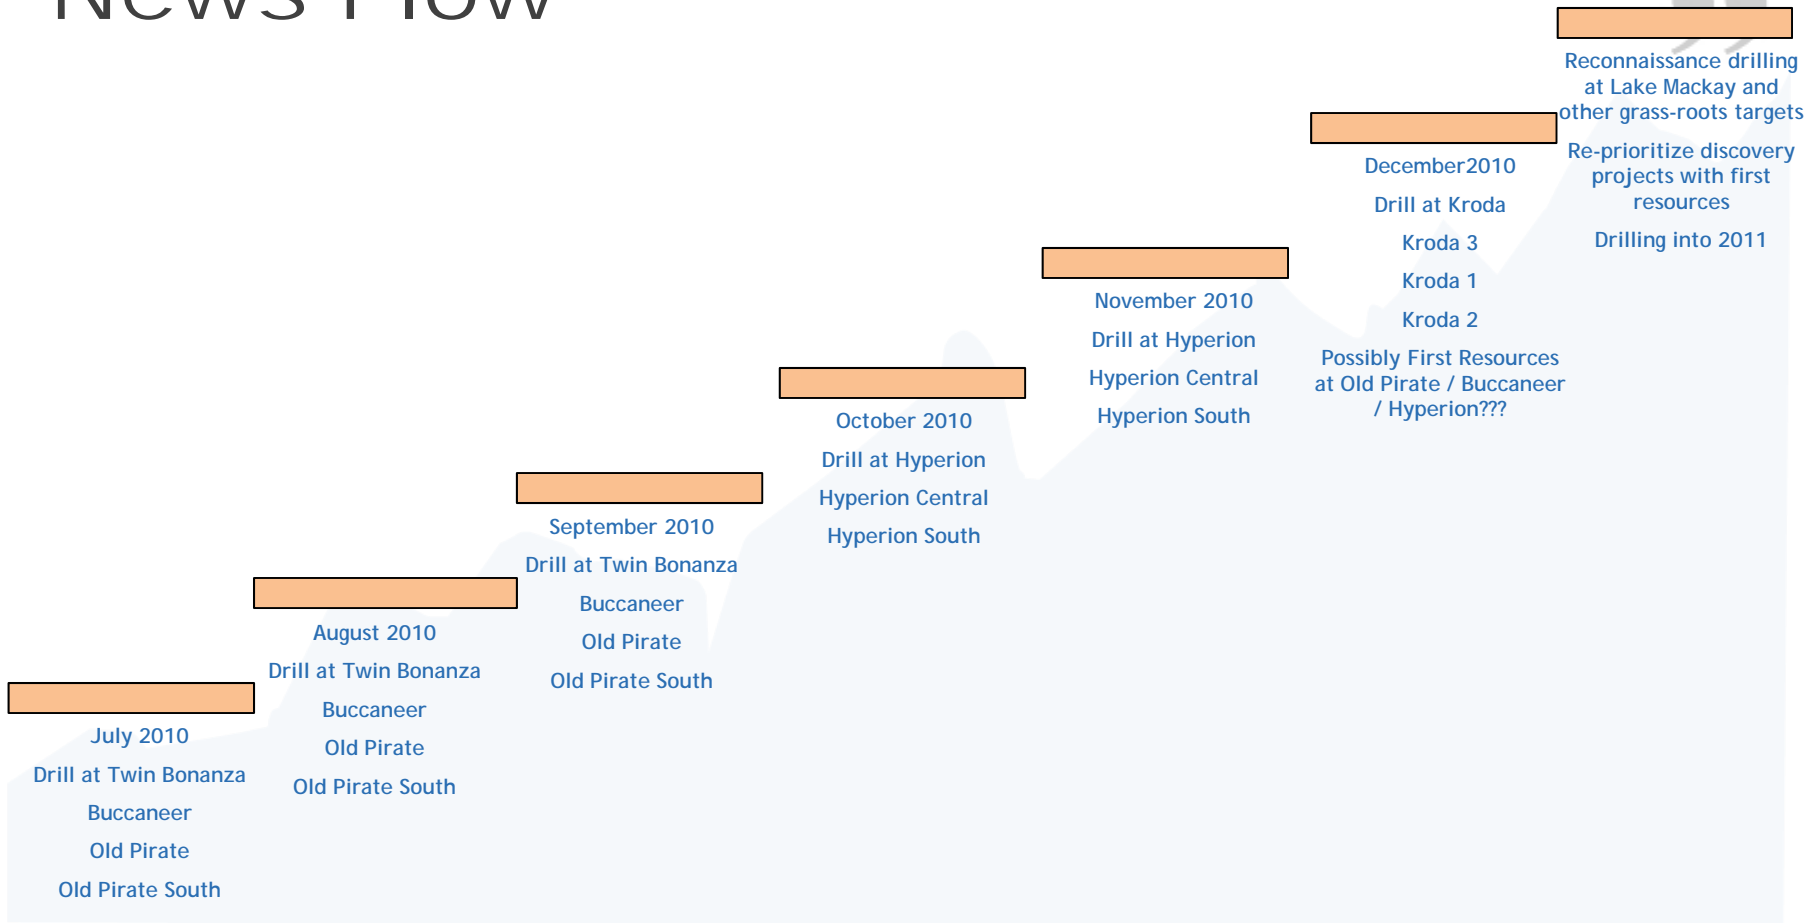 News Flow
Reconnaissance drilling
at Lake Mackay and
other grass-roots targets
Re-prioritize discovery
projects with first
resources
Drilling into 2011
December2010
Drill at Kroda
Kroda 3
Kroda 1
Kroda 2
Possibly First Resources
at Old Pirate / Buccaneer
/ Hyperion???
November 2010
Drill at Hyperion
Hyperion Central
Hyperion South
October 2010
Drill at Hyperion
Hyperion Central
Hyperion South
September 2010
Drill at Twin Bonanza
Buccaneer
Old Pirate
Old Pirate South
August 2010
Drill at Twin Bonanza
Buccaneer
Old Pirate
Old Pirate South
July 2010
Drill at Twin Bonanza
Buccaneer
Old Pirate
Old Pirate South